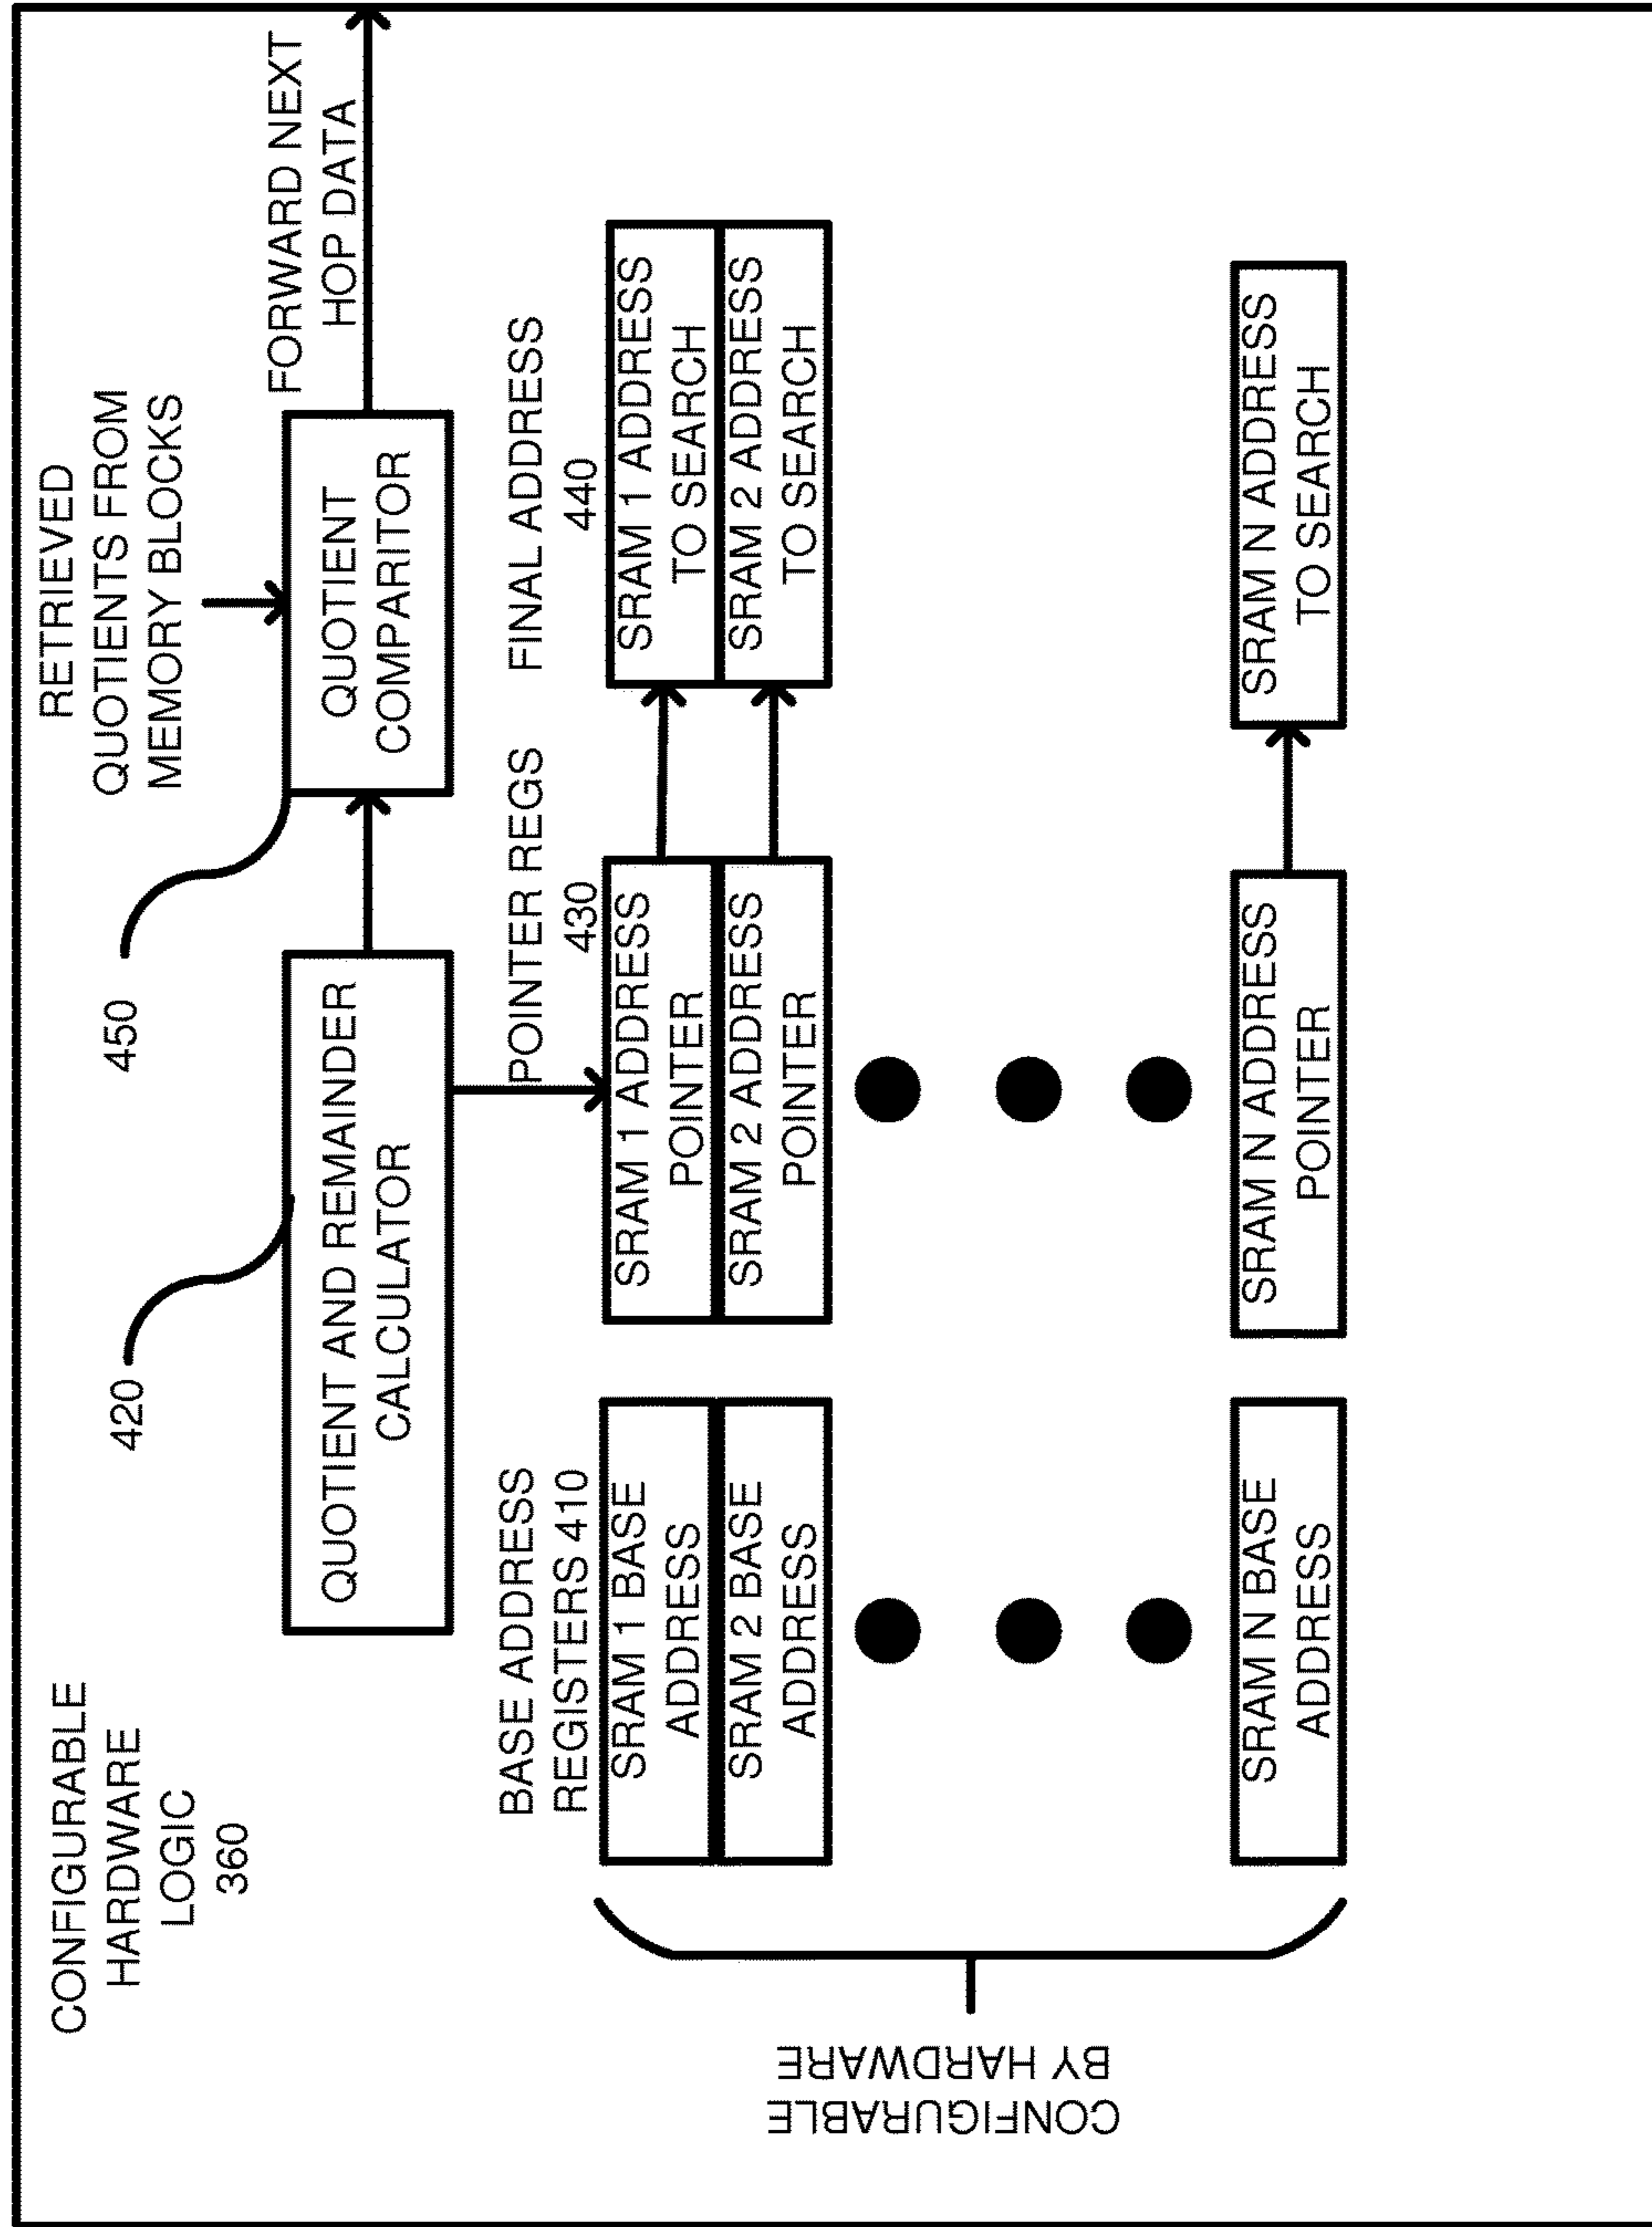 CONFIGURABLE
HARDWARE
LOGIC
360
420
QUOTIENT AND REMAINDER
CALCULATOR
450
RETRIEVED
QUOTIENTS FROM
MEMORY BLOCKS
QUOTIENT
COMPARITOR
FORWARD NEXT
HOP DATA
BASE ADDRESS
REGISTERS 410
SRAM 1 BASE
ADDRESS
SRAM 2 BASE
ADDRESS
SRAM N BASE
ADDRESS
POINTER REGS
430
SRAM 1 ADDRESS
POINTER
SRAM 2 ADDRESS
POINTER
SRAM N ADDRESS
POINTER
FINAL ADDRESS
440
SRAM 1 ADDRESS
TO SEARCH
SRAM 2 ADDRESS
TO SEARCH
SRAM N ADDRESS
TO SEARCH
CONFIGURABLE
BY HARDWARE